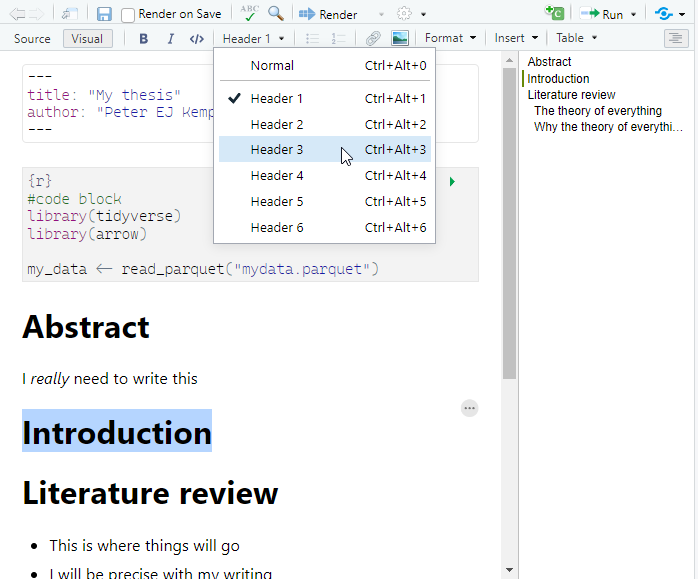 Render on Save
ABC
Render
Run
Source
Visual
B
I
</>
Header 1
Format
Insert
Table
Normal Ctrl+Alt+0
Header 1 Ctrl+Alt+1
Header 2 Ctrl+Alt+2
Header 3 Ctrl+Alt+3
Header 4 Ctrl+Alt+4
Header 5 Ctrl+Alt+5
Header 6 Ctrl+Alt+6
---
title: "My thesis"
author: "Peter EJ Kemp
---
{r}
#code block
library(tidyverse)
library(arrow)
my_data <- read_parquet("mydata.parquet")
Abstract
I really need to write this
Introduction
Literature review
• This is where things will go
• I will be precise with my writing
Abstract
Introduction
Literature review
The theory of everything
Why the theory of everythi...